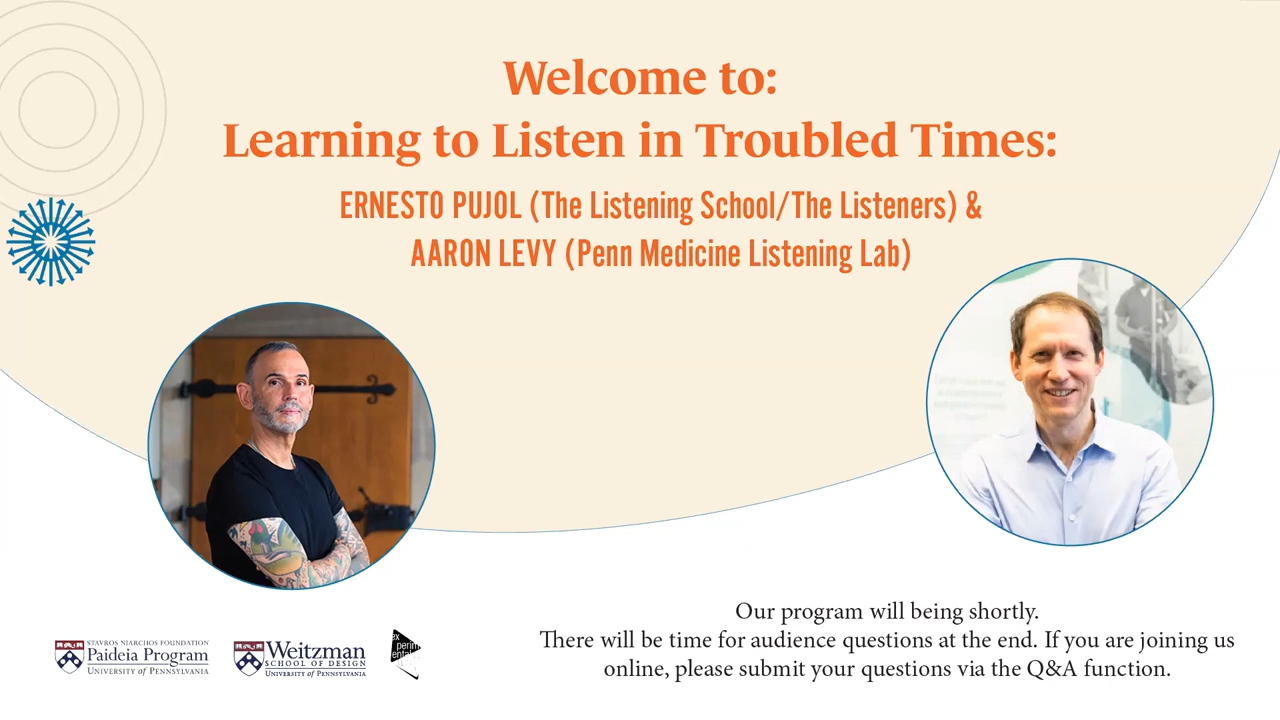 Welcome to:
Learning to Listen in Troubled Times:
ERNESTO PUJOL (The Listening School/The Listeners) &
AARON LEVY (Penn Medicine Listening Lab)
Our program will being shortly.
There will be time for audience questions at the end. If you are joining us
online, please submit your questions via the Q&A function.
STAVROS NIARCHOS FOUNDATION
Paideia Program
UNIVERSITY of PENNSYLVANIA
Weitzman
SCHOOL OF DESIGN
UNIVERSITY of PENNSYLVANIA
ex
perim
ental